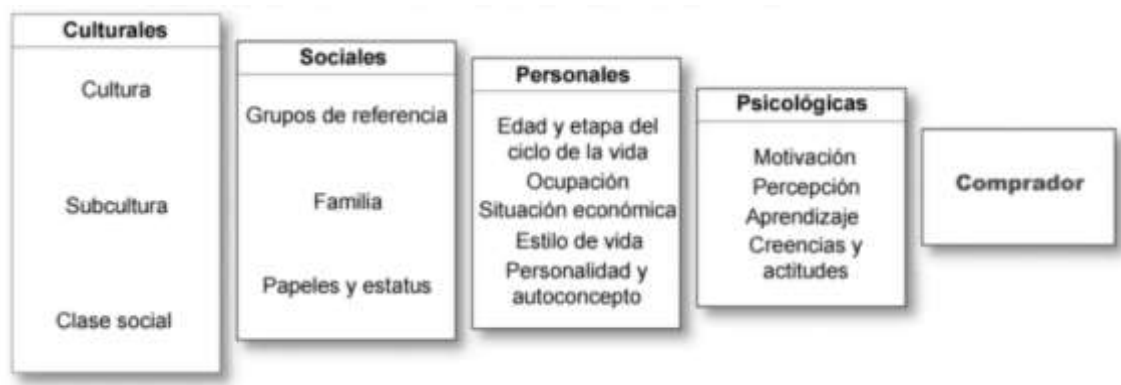 Culturales
Cultura
Subcultura
Clase social
Sociales
Grupos de referencia
Familia
Papeles y estatus
Personales
Edad y etapa del
ciclo de la vida
Ocupación
Situación económica
Estilo de vida
Personalidad y
autoconcepto
Psicológicas
Motivación
Percepción
Aprendizaje
Creencias y
actitudes
Comprador